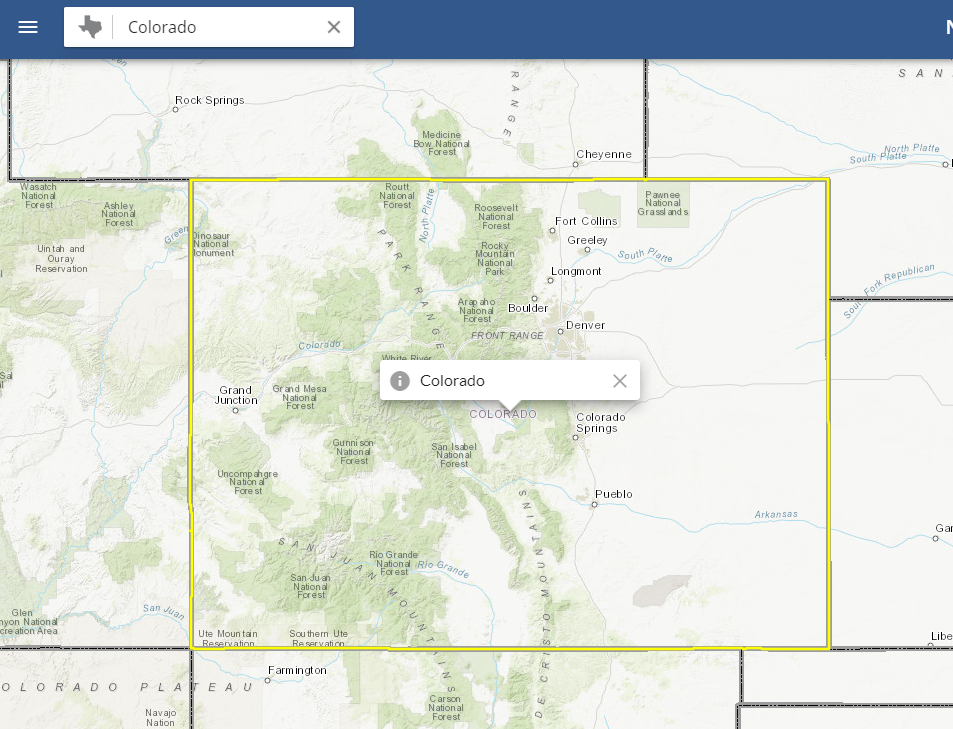 Colorado
N
RANGE
SAN
Rock Springs
Medicine
Bow National
Forest
Cheyenne
North Platte
South Platte
Wasatch
National
Forest
Ashley
National
Forest
Routt
National
Forest
North Platte
Roosevelt
National
Forest
Pawnee
National
Grasslands
Fort Collins
Greeley
Green
Dinosaur
National
Monument
Uintah and
Ouray
Reservation
PARK RANGE
Rocky
Mountain
National
Park
South Platte
Longmont
South Fork Republican
Arapaho
National
Forest
Boulder
Denver
FRONT RANGE
Colorado
White River
Colorado
Sal
Grand
Junction
Grand Mesa
National
Forest
COLORADO
Colorado
Springs
Gunnison
National
Forest
San Isabel
National
Forest
Uncompahgre
National
Forest
Pueblo
Arkansas
Gar
SAN JUAN MOUNTAINS
Rio Grande
National
Forest
Rio Grande
San Juan
National
Forest
DE CRISTO MOUNTAINS
Glen
nyon National
creation Area
San Juan
Ute Mountain
Reservation
Southern Ute
Reservation
Libe
Farmington
OLORADO PLATEAU
Carson
National
Forest
Navajo
Nation